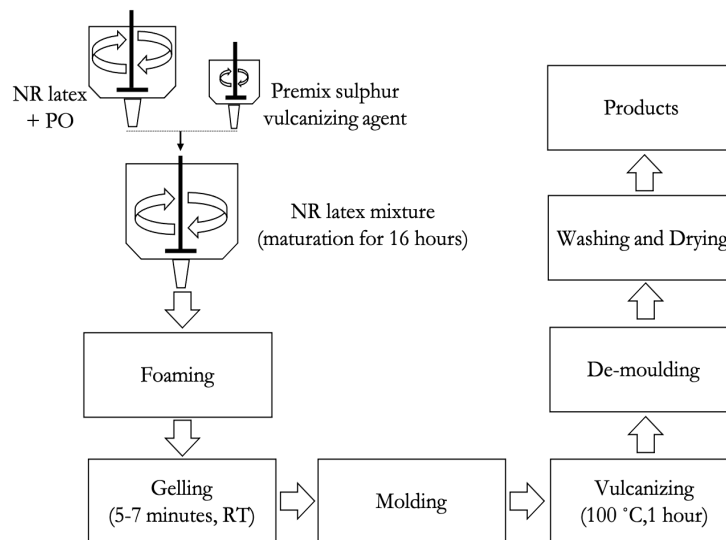 NR latex
+ PO
Premix sulphur
vulcanizing agent
NR latex mixture
(maturation for 16 hours)
Foaming
Gelling
(5-7 minutes, RT)
Molding
Vulcanizing
(100 ˚C,1 hour)
De-moulding
Washing and Drying
Products